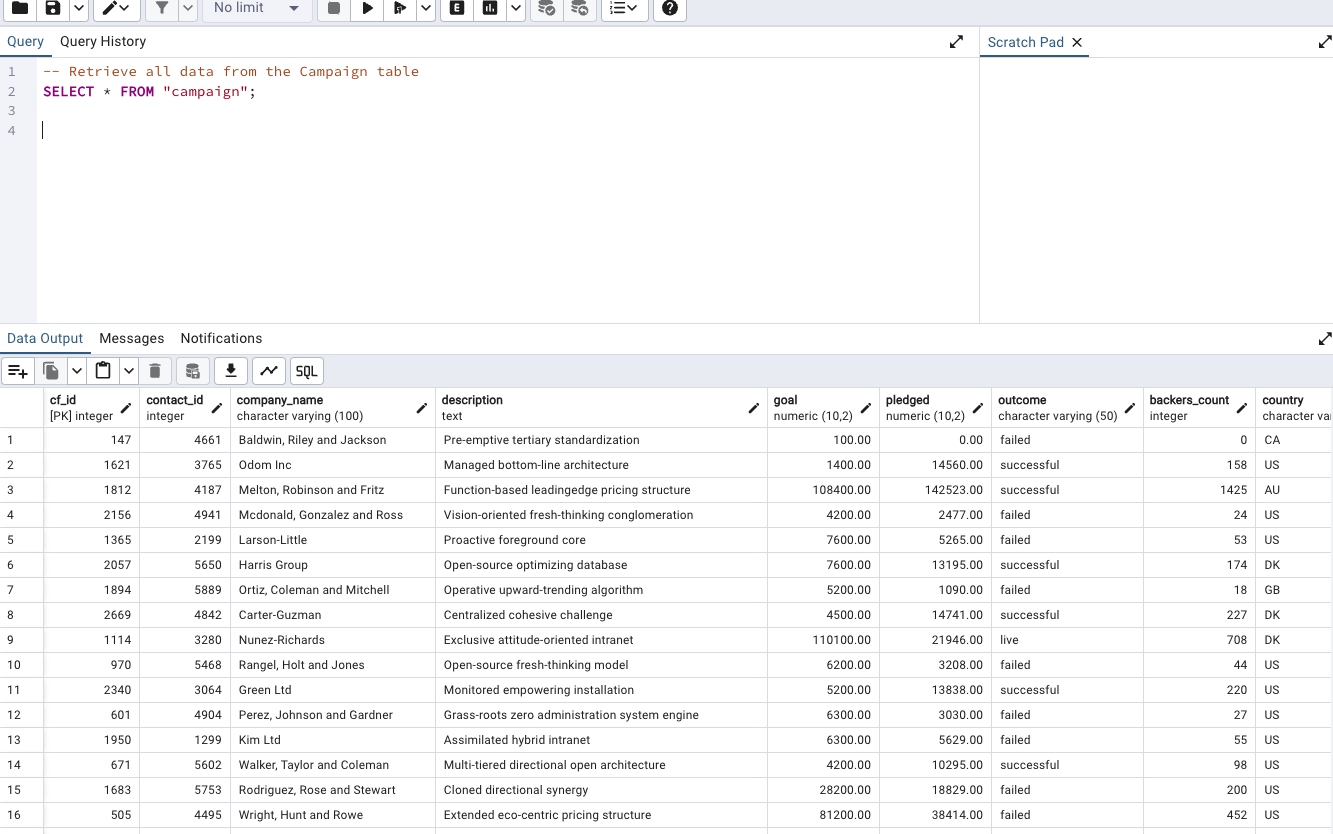 No limit
E
SQL
Query Query History
Scratch Pad
1 -- Retrieve all data from the Campaign table
2 SELECT * FROM "campaign";
3
4
Data Output Messages Notifications
SQL
cf_id contact_id company_name description goal pledged outcome backers_count country
[PK] integer integer character varying (100) text numeric (10,2) numeric (10,2) character varying (50) integer character va
1 147 4661 Baldwin, Riley and Jackson Pre-emptive tertiary standardization 100.00 0.00 failed 0 CA
2 1621 3765 Odom Inc Managed bottom-line architecture 1400.00 14560.00 successful 158 US
3 1812 4187 Melton, Robinson and Fritz Function-based leadingedge pricing structure 108400.00 142523.00 successful 1425 AU
4 2156 4941 Mcdonald, Gonzalez and Ross Vision-oriented fresh-thinking conglomeration 4200.00 2477.00 failed 24 US
5 1365 2199 Larson-Little Proactive foreground core 7600.00 5265.00 failed 53 US
6 2057 5650 Harris Group Open-source optimizing database 7600.00 13195.00 successful 174 DK
7 1894 5889 Ortiz, Coleman and Mitchell Operative upward-trending algorithm 5200.00 1090.00 failed 18 GB
8 2669 4842 Carter-Guzman Centralized cohesive challenge 4500.00 14741.00 successful 227 DK
9 1114 3280 Nunez-Richards Exclusive attitude-oriented intranet 110100.00 21946.00 live 708 DK
10 970 5468 Rangel, Holt and Jones Open-source fresh-thinking model 6200.00 3208.00 failed 44 US
11 2340 3064 Green Ltd Monitored empowering installation 5200.00 13838.00 successful 220 US
12 601 4904 Perez, Johnson and Gardner Grass-roots zero administration system engine 6300.00 3030.00 failed 27 US
13 1950 1299 Kim Ltd Assimilated hybrid intranet 6300.00 5629.00 failed 55 US
14 671 5602 Walker, Taylor and Coleman Multi-tiered directional open architecture 4200.00 10295.00 successful 98 US
15 1683 5753 Rodriguez, Rose and Stewart Cloned directional synergy 28200.00 18829.00 failed 200 US
16 505 4495 Wright, Hunt and Rowe Extended eco-centric pricing structure 81200.00 38414.00 failed 452 US